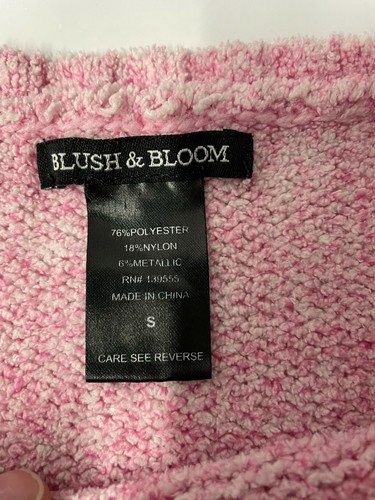 BLUSH & BLOOM
76%POLYESTER
18%NYLON
6%METALLIC
RN# 139555
MADE IN CHINA
S
CARE SEE REVERSE